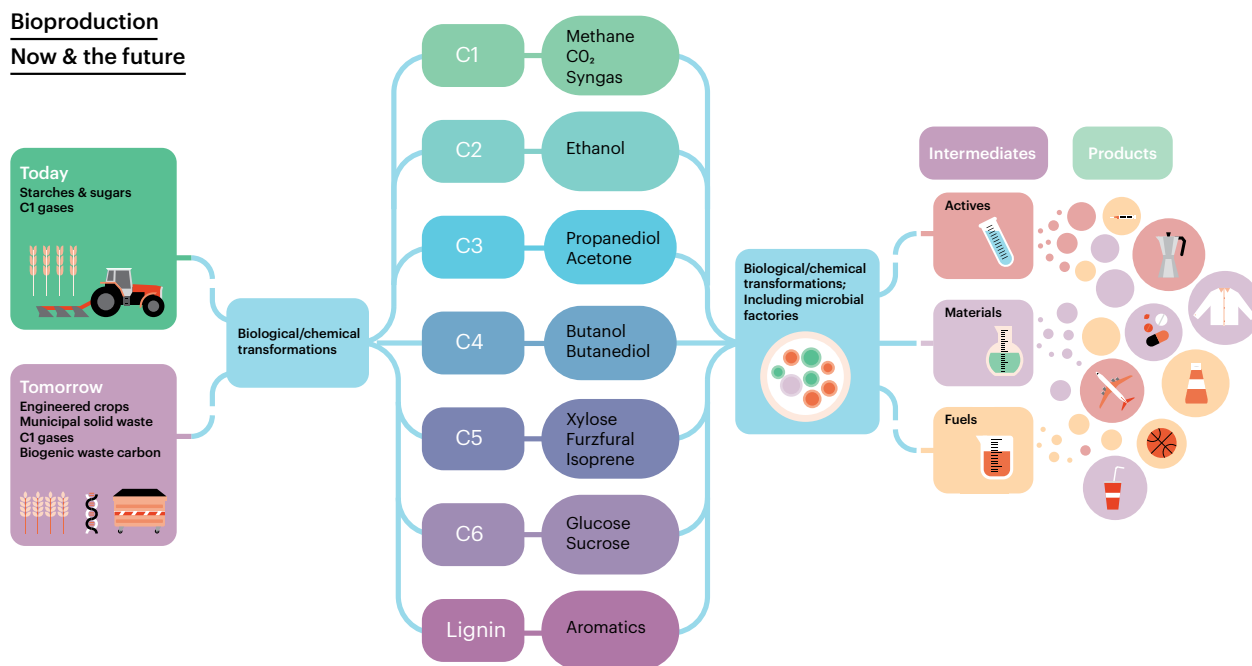 Bioproduction
Now & the future
Today
Starches & sugars
C1 gases
Tomorrow
Engineered crops
Municipal solid waste
C1 gases
Biogenic waste carbon
Biological/chemical
transformations
C1
Methane
CO₂
Syngas
C2
Ethanol
C3
Propanediol
Acetone
C4
Butanol
Butanediol
C5
Xylose
Furzfural
Isoprene
C6
Glucose
Sucrose
Lignin
Aromatics
Biological/chemical
transformations;
Including microbial
factories
Intermediates
Products
Actives
Materials
Fuels